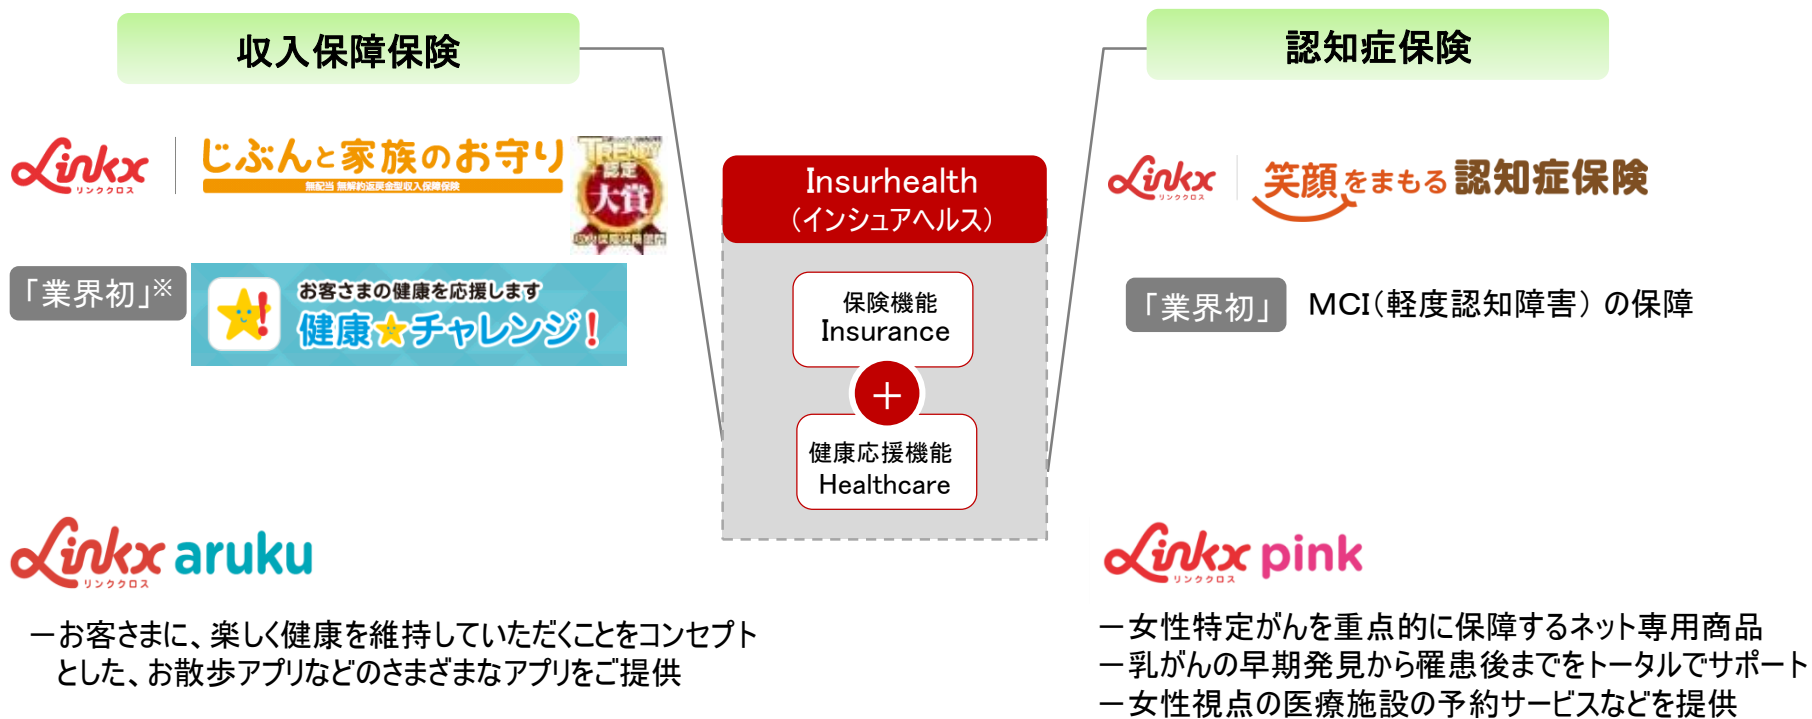 収入保障保険
Linkx
リンククロス
じぶんと家族のお守り
無配当 無解約返戻金型収入保障保険
TRENDY
認定
大賞
収入保障保険部門
「業界初」※
お客さまの健康を応援します
健康★チャレンジ!
Linkx aruku
リンククロス
－お客さまに、楽しく健康を維持していただくことをコンセプト
とした、お散歩アプリなどのさまざまなアプリをご提供
Insurhealth
（インシュアヘルス）
保険機能
Insurance
＋
健康応援機能
Healthcare
認知症保険
Linkx
リンククロス
笑顔をまもる認知症保険
「業界初」
MCI（軽度認知障害）の保障
Linkx pink
リンククロス
－女性特定がんを重点的に保障するネット専用商品
－乳がんの早期発見から罹患後までをトータルでサポート
－女性視点の医療施設の予約サービスなどを提供